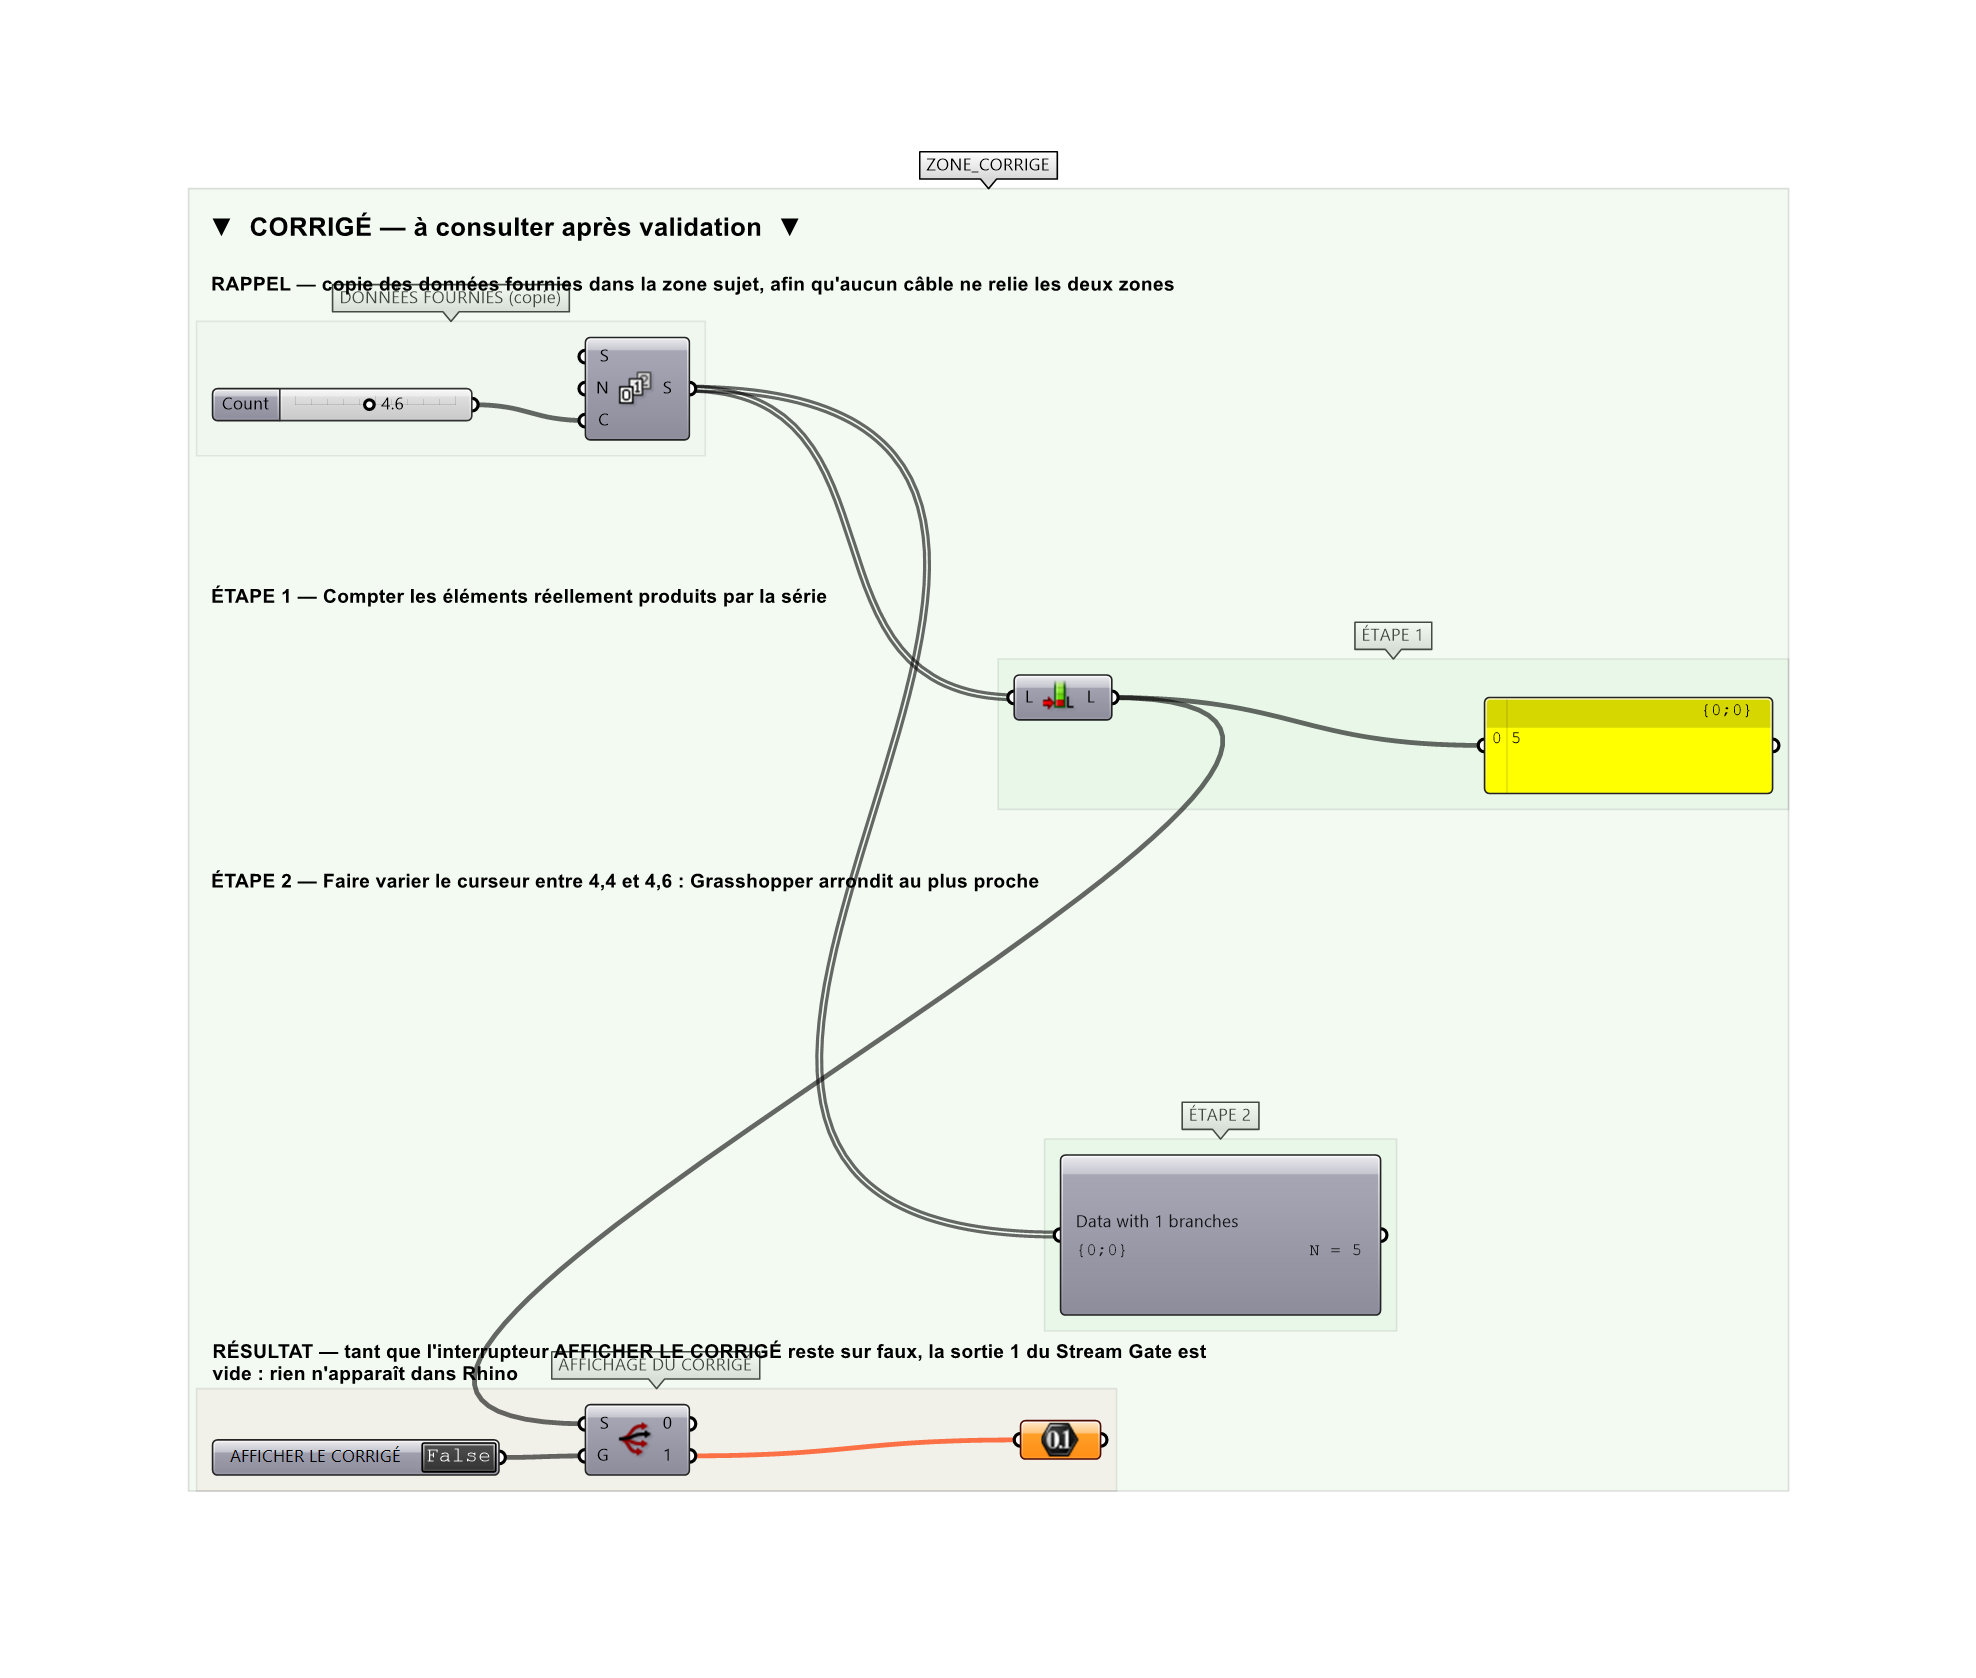 ZONE_CORRIGE
▼ CORRIGÉ — à consulter après validation ▼
RAPPEL — copie des données fournies dans la zone sujet, afin qu'aucun câble ne relie les deux zones
DONNÉES FOURNIES (copie)
S
N
C
S
Count 4.6
ÉTAPE 1 — Compter les éléments réellement produits par la série
ÉTAPE 1
L L
{0;0}
0 5
ÉTAPE 2 — Faire varier le curseur entre 4,4 et 4,6 : Grasshopper arrondit au plus proche
ÉTAPE 2
Data with 1 branches
{0;0} N = 5
RÉSULTAT — tant que l'interrupteur AFFICHER LE CORRIGÉ reste sur faux, la sortie 1 du Stream Gate est
vide : rien n'apparaît dans Rhino
AFFICHAGE DU CORRIGÉ
S 0
G 1
AFFICHER LE CORRIGÉ False
0.1